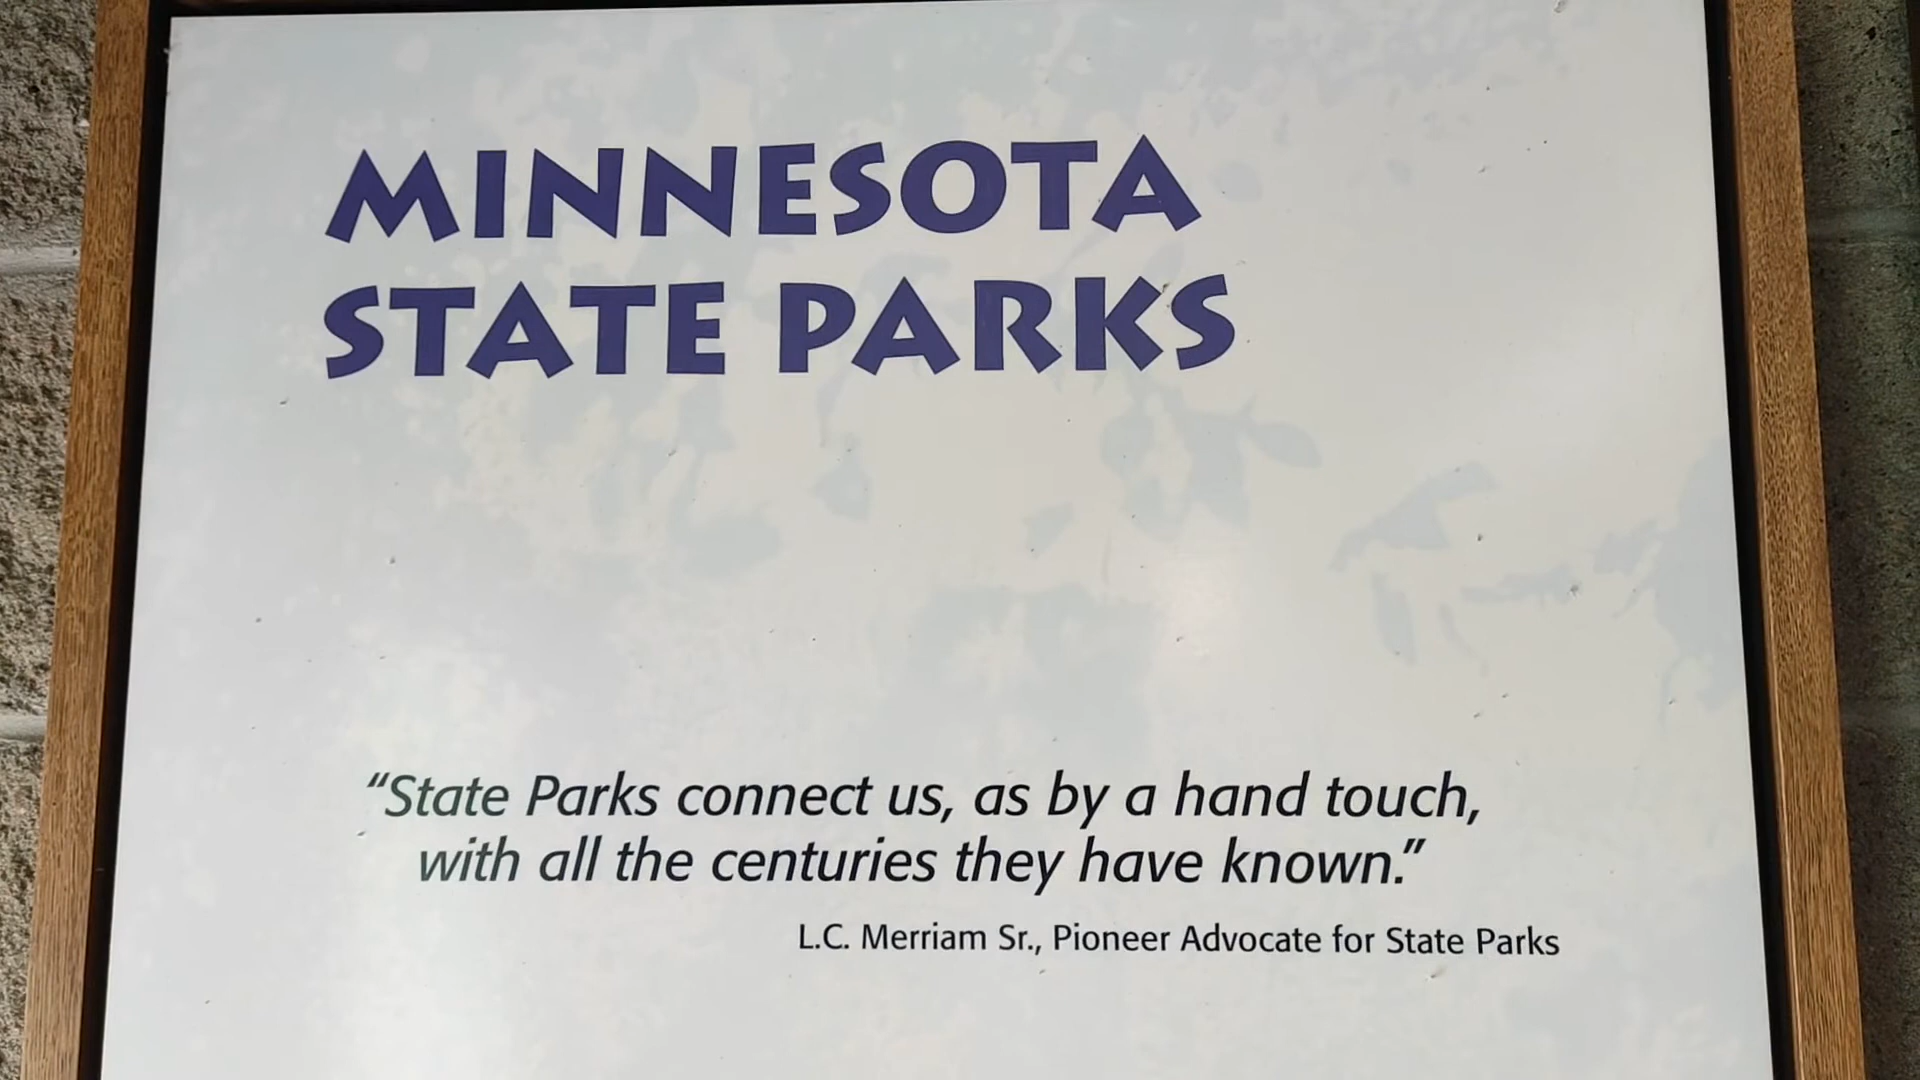 MINNESOTA
STATE PARKS
“State Parks connect us, as by a hand touch,
with all the centuries they have known.”
L.C. Merriam Sr., Pioneer Advocate for State Parks